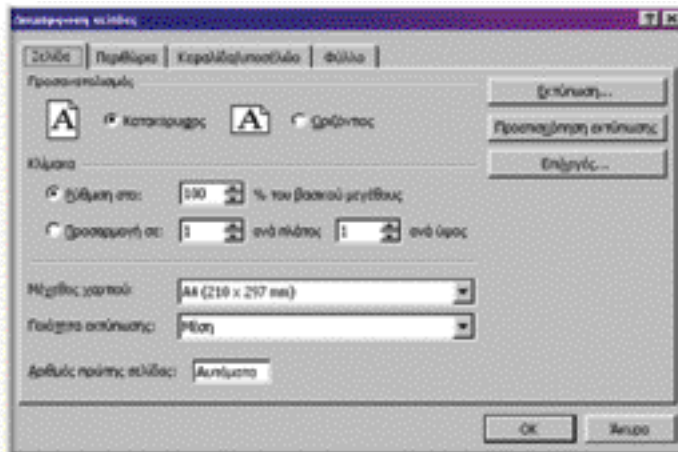 Διαμόρφωση σελίδας
Σελίδα Περιθώρια Κεφαλίδα/υποσέλιδο Φύλλο
Προσανατολισμός
Εκτύπωση...
A Κατακόρυφος A Οριζόντιος
Προεπισκόπηση εκτύπωσης
Κλίμακα
Επιλογές...
Ρύθμιση στο: 100 % του βασικού μεγέθους
Προσαρμογή σε: 1 ανά πλάτος 1 ανά ύψος
Μέγεθος χαρτιού: A4 (210 x 297 mm)
Ποιότητα εκτύπωσης: Μέση
Αριθμός πρώτης σελίδας: Αυτόματο
OK Άκυρο